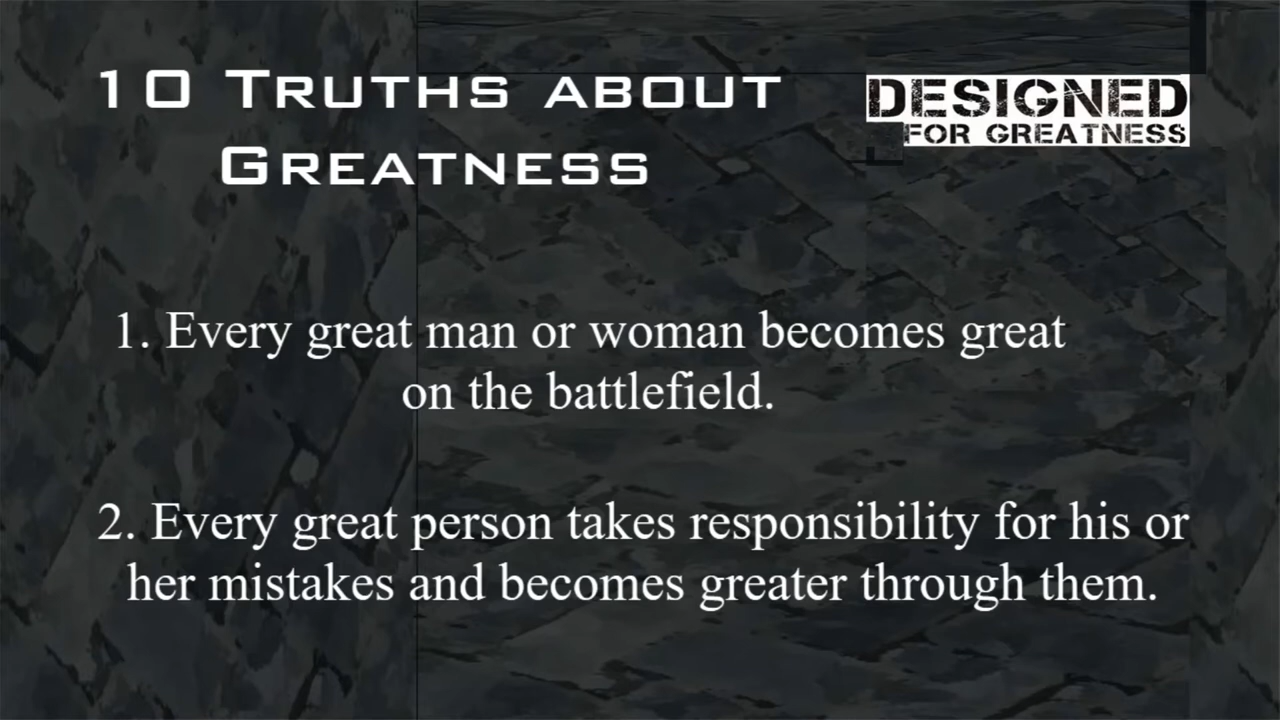 10 Truths about
Greatness
DESIGNED
FOR GREATNESS
1. Every great man or woman becomes great
on the battlefield.
2. Every great person takes responsibility for his or
her mistakes and becomes greater through them.